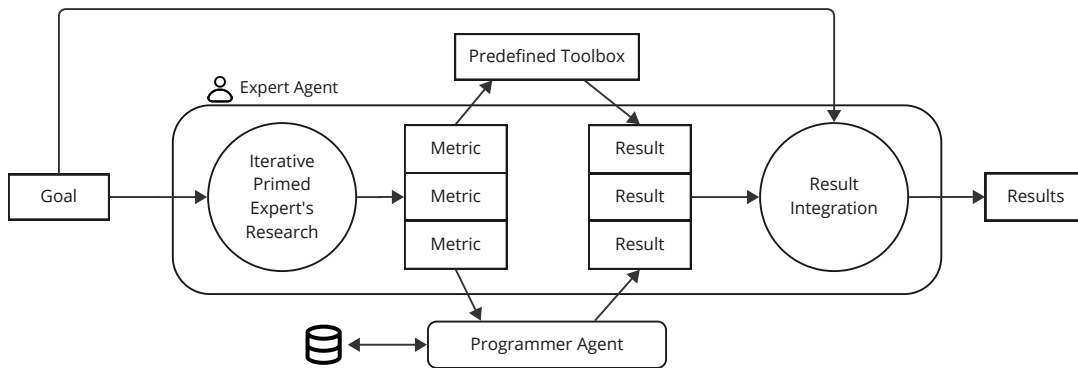 Predefined Toolbox
Expert Agent
Goal
Iterative
Primed
Expert's
Research
Metric
Metric
Metric
Result
Result
Result
Result
Integration
Results
Programmer Agent